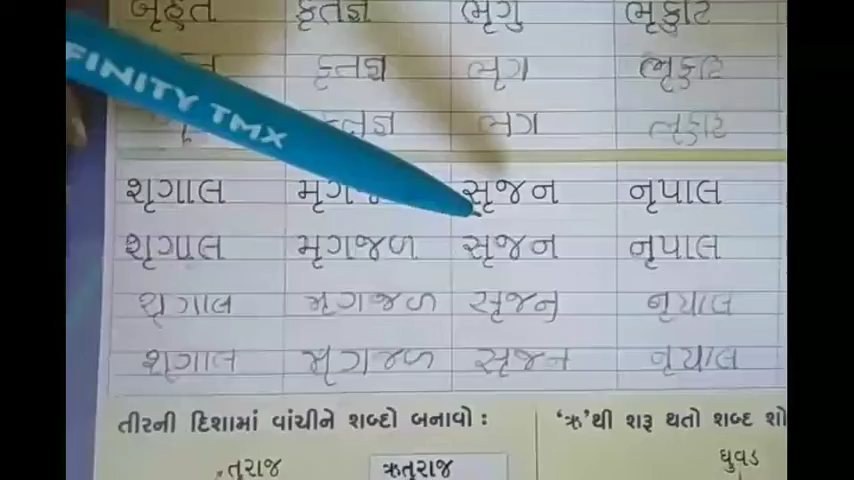 બૃહત કૃતજ્ઞ ભૃગુ ભૃકુટિ
કૃતજ્ઞ ભૃગ ભૃકુટિ
ભગ ભૃકુટિ
FINITY TMX
શૃગાલ મૃગ સૃજન નૃપાલ
શૃગાલ મૃગજળ સૃજન નૃપાલ
શૃગાલ મૃગજળ સૃજન નૃપાલ
શૃગાલ મૃગજળ સૃજન નૃપાલ
તીરની દિશામાં વાંચીને શબ્દો બનાવો : 'ઋ'થી શરૂ થતો શબ્દ શો
તુરાજ ઋતુરાજ ઘુવડ